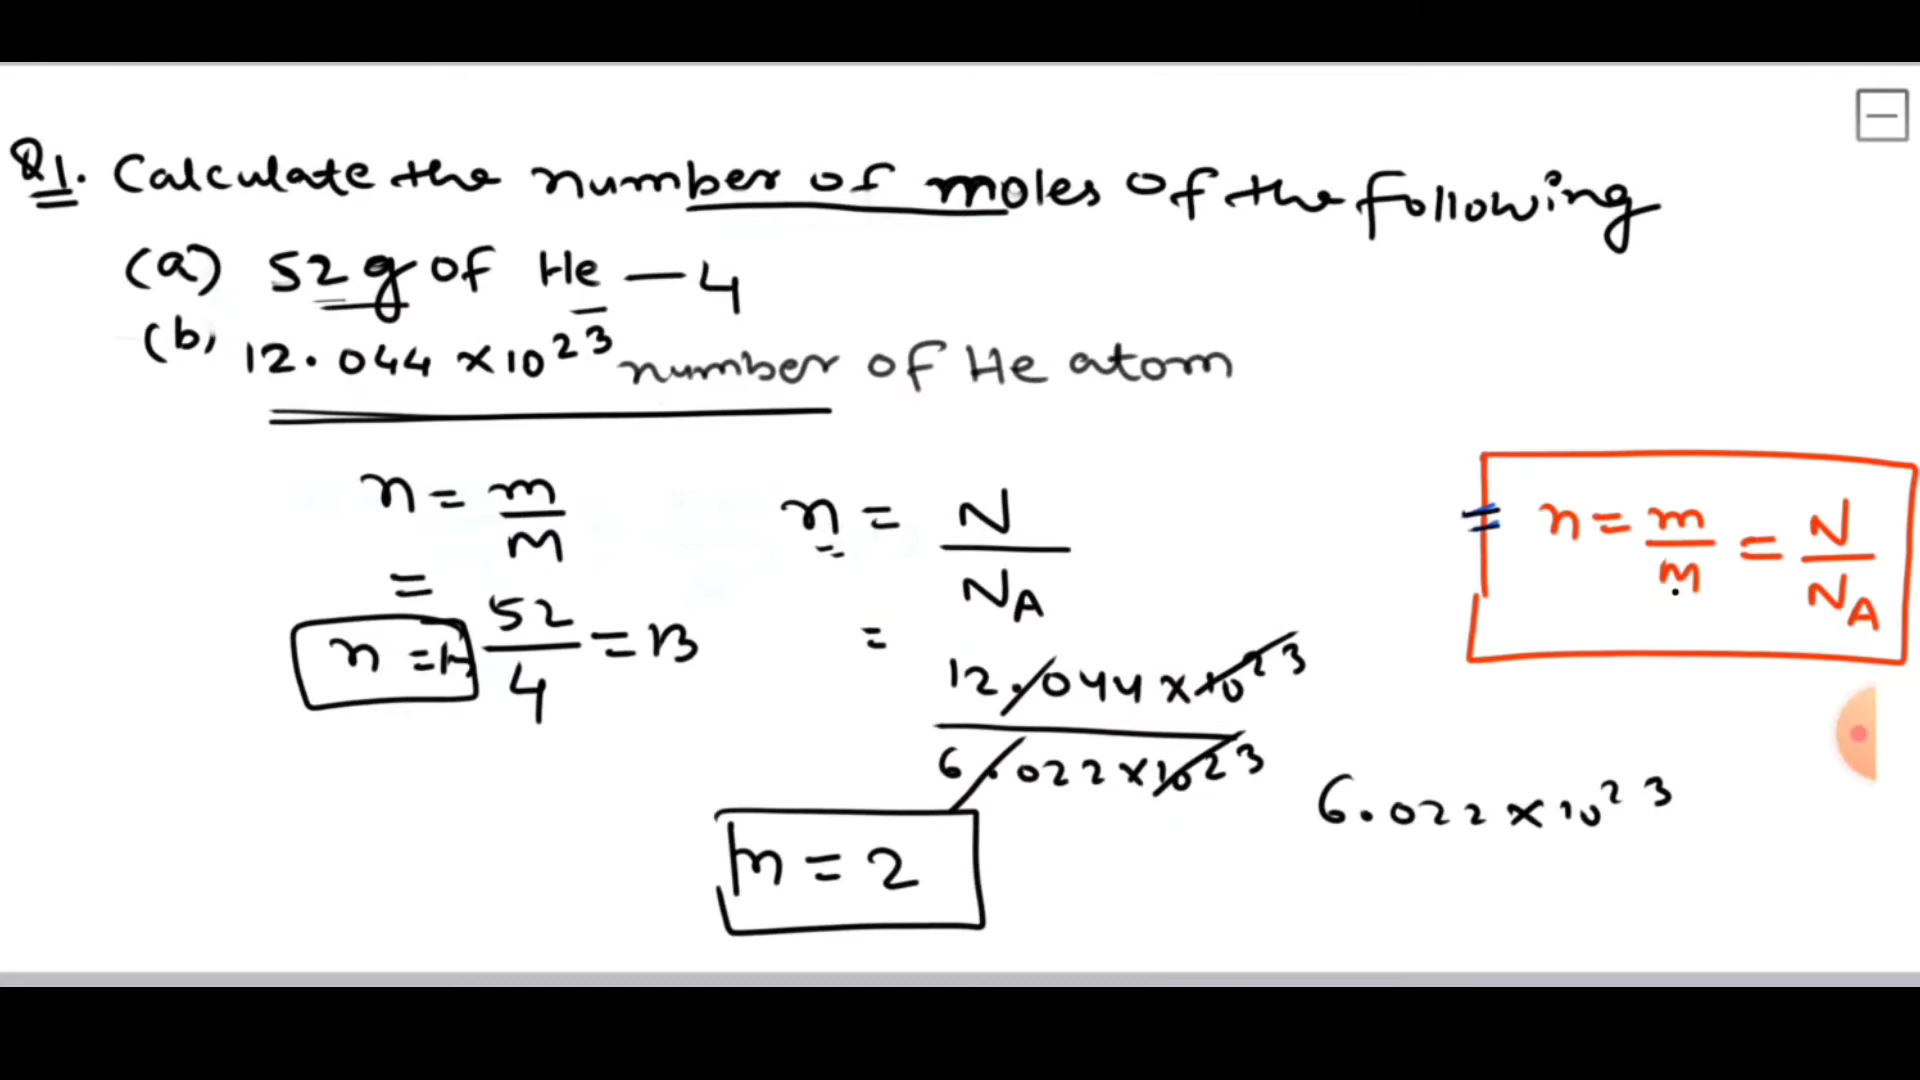 Q1. Calculate the number of moles of the following
(a) 52 g of He — 4
(b) 12.044 × 10²³ number of He atom
n = m/M
= 52/4 = 13
n =
n = N/N_A
= 12.044 × 10²³ / 6.022 × 10²³
n = 2
n = m/M = N/N_A
6.022 × 10²³